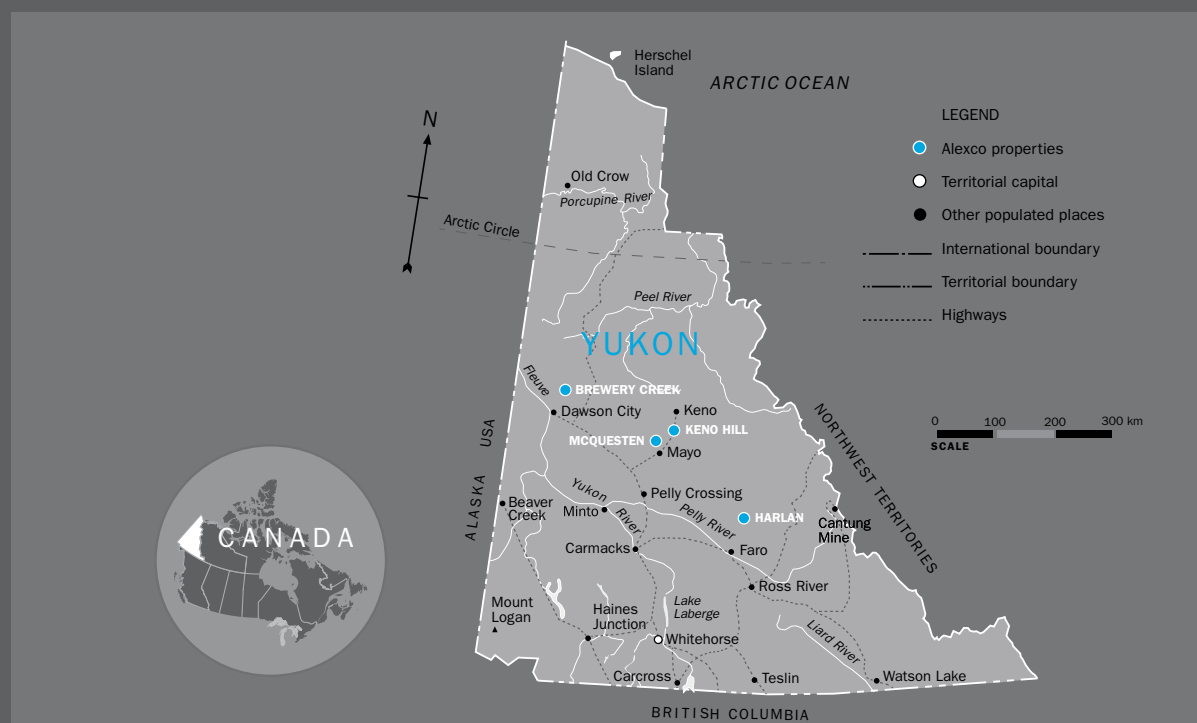 Herschel
Island
ARCTIC OCEAN
N
LEGEND
Alexco properties
Territorial capital
Other populated places
International boundary
Territorial boundary
Highways
Old Crow
Porcupine River
Arctic Circle
Peel River
YUKON
Fleuve
BREWERY CREEK
Dawson City
Keno
KENO HILL
MCQUESTEN
Mayo
NORTHWEST TERRITORIES
0 100 200 300 km
SCALE
ALASKA USA
Yukon
River
Pelly Crossing
Beaver
Creek
Minto
Pelly River
HARLAN
Cantung
Mine
CANADA
Carmacks
Faro
Ross River
Mount
Logan
Haines
Junction
Lake
Laberge
Whitehorse
Liard River
Carcross
Teslin
Watson Lake
BRITISH COLUMBIA